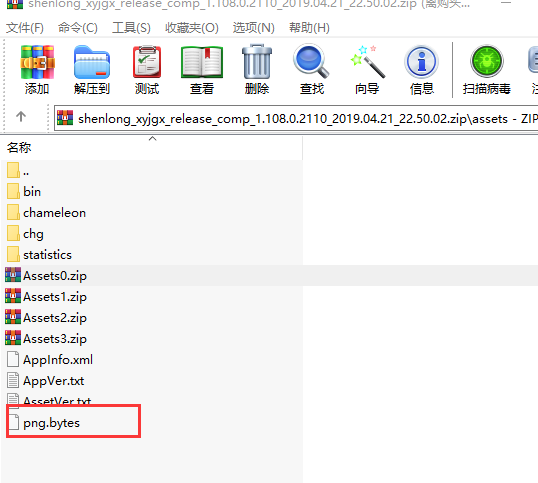 shenlong_xyjgx_release_comp_1.108.0.2110_2019.04.21_22.50.02.zip
文件(F) 命令(C) 工具(S) 收藏夹(O) 选项(N) 帮助(H)
添加 解压到 测试 查看 删除 查找 向导 信息 扫描病毒
shenlong_xyjgx_release_comp_1.108.0.2110_2019.04.21_22.50.02.zip\assets - ZIP
名称
..
bin
chameleon
chg
statistics
Assets0.zip
Assets1.zip
Assets2.zip
Assets3.zip
AppInfo.xml
AppVer.txt
AssetVer.txt
png.bytes